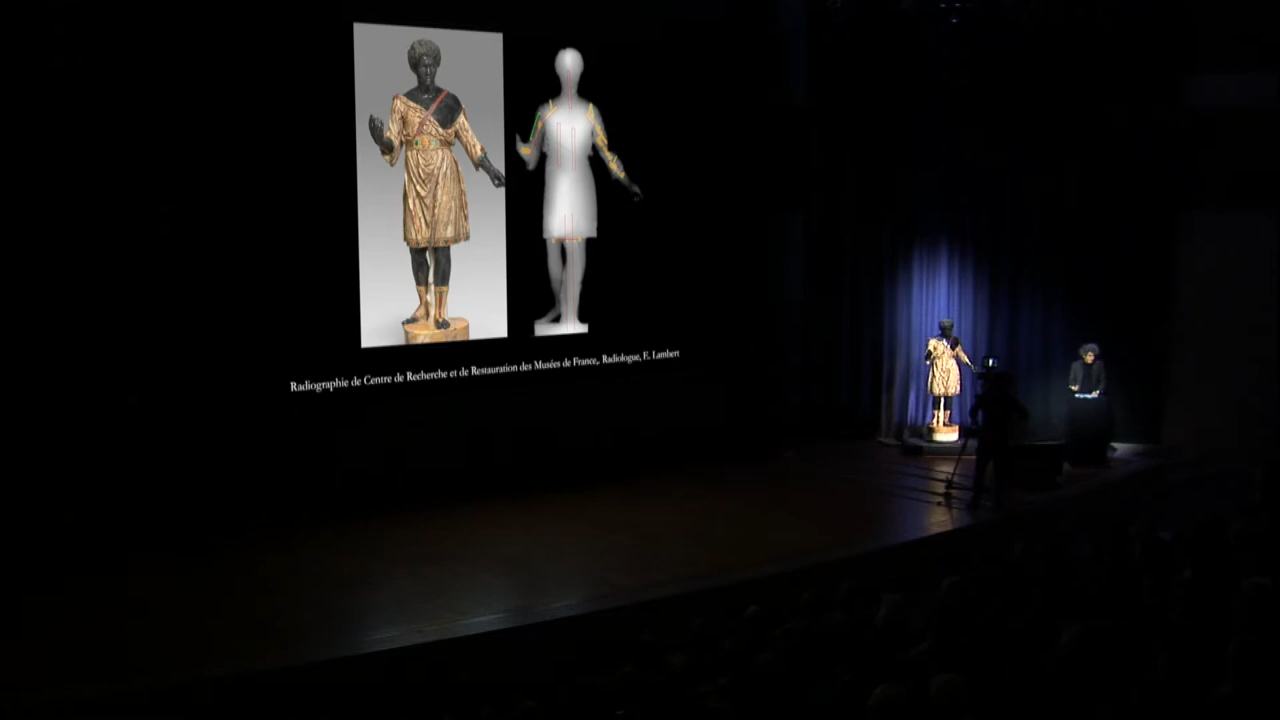 Radiographie de Centre de Recherche et de Restauration des Musées de France,. Radiologue, E. Lambert